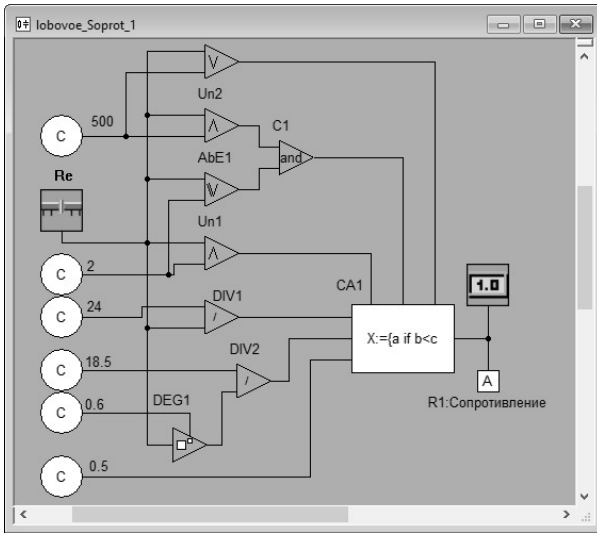 lobovoe_Soprot_1
V
Un2
500
C
C1
Λ
and
AbE1
Re
Un1
Λ
C
2
CA1
1.0
24
DIV1
C
/
X:={a if b<c
18.5
DIV2
C
/
A
0.6
DEG1
R1:Сопротивление
C
0.5
C